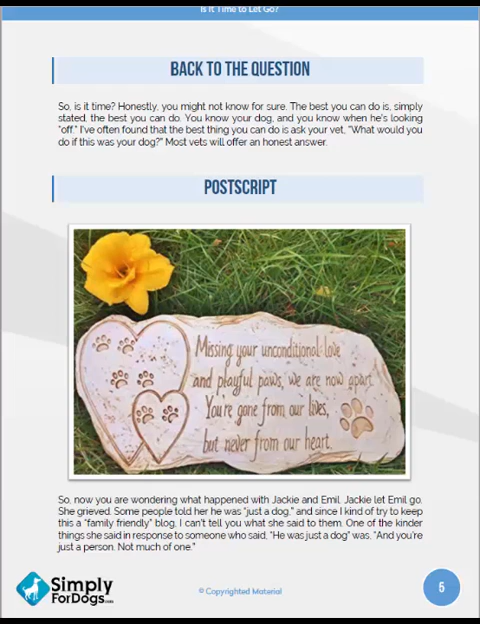 Is It Time to Let Go?
BACK TO THE QUESTION
So, is it time? Honestly, you might not know for sure. The best you can do is, simply
stated, the best you can do. You know your dog, and you know when he's looking
"off." I've often found that the best thing you can do is ask your vet, "What would you
do if this was your dog?" Most vets will offer an honest answer.
POSTSCRIPT
Missing your unconditional love
and playful paws, we are now apart.
You're gone from our lives,
but never from our heart.
So, now you are wondering what happened with Jackie and Emil. Jackie let Emil go.
She grieved. Some people told her he was "just a dog," and since I kind of try to keep
this a "family friendly" blog, I can't tell you what she said to them. One of the kinder
things she said in response to someone who said, "He was just a dog" was, "And you're
just a person. Not much of one."
Simply
FORDOGS.com
© Copyrighted Material
5